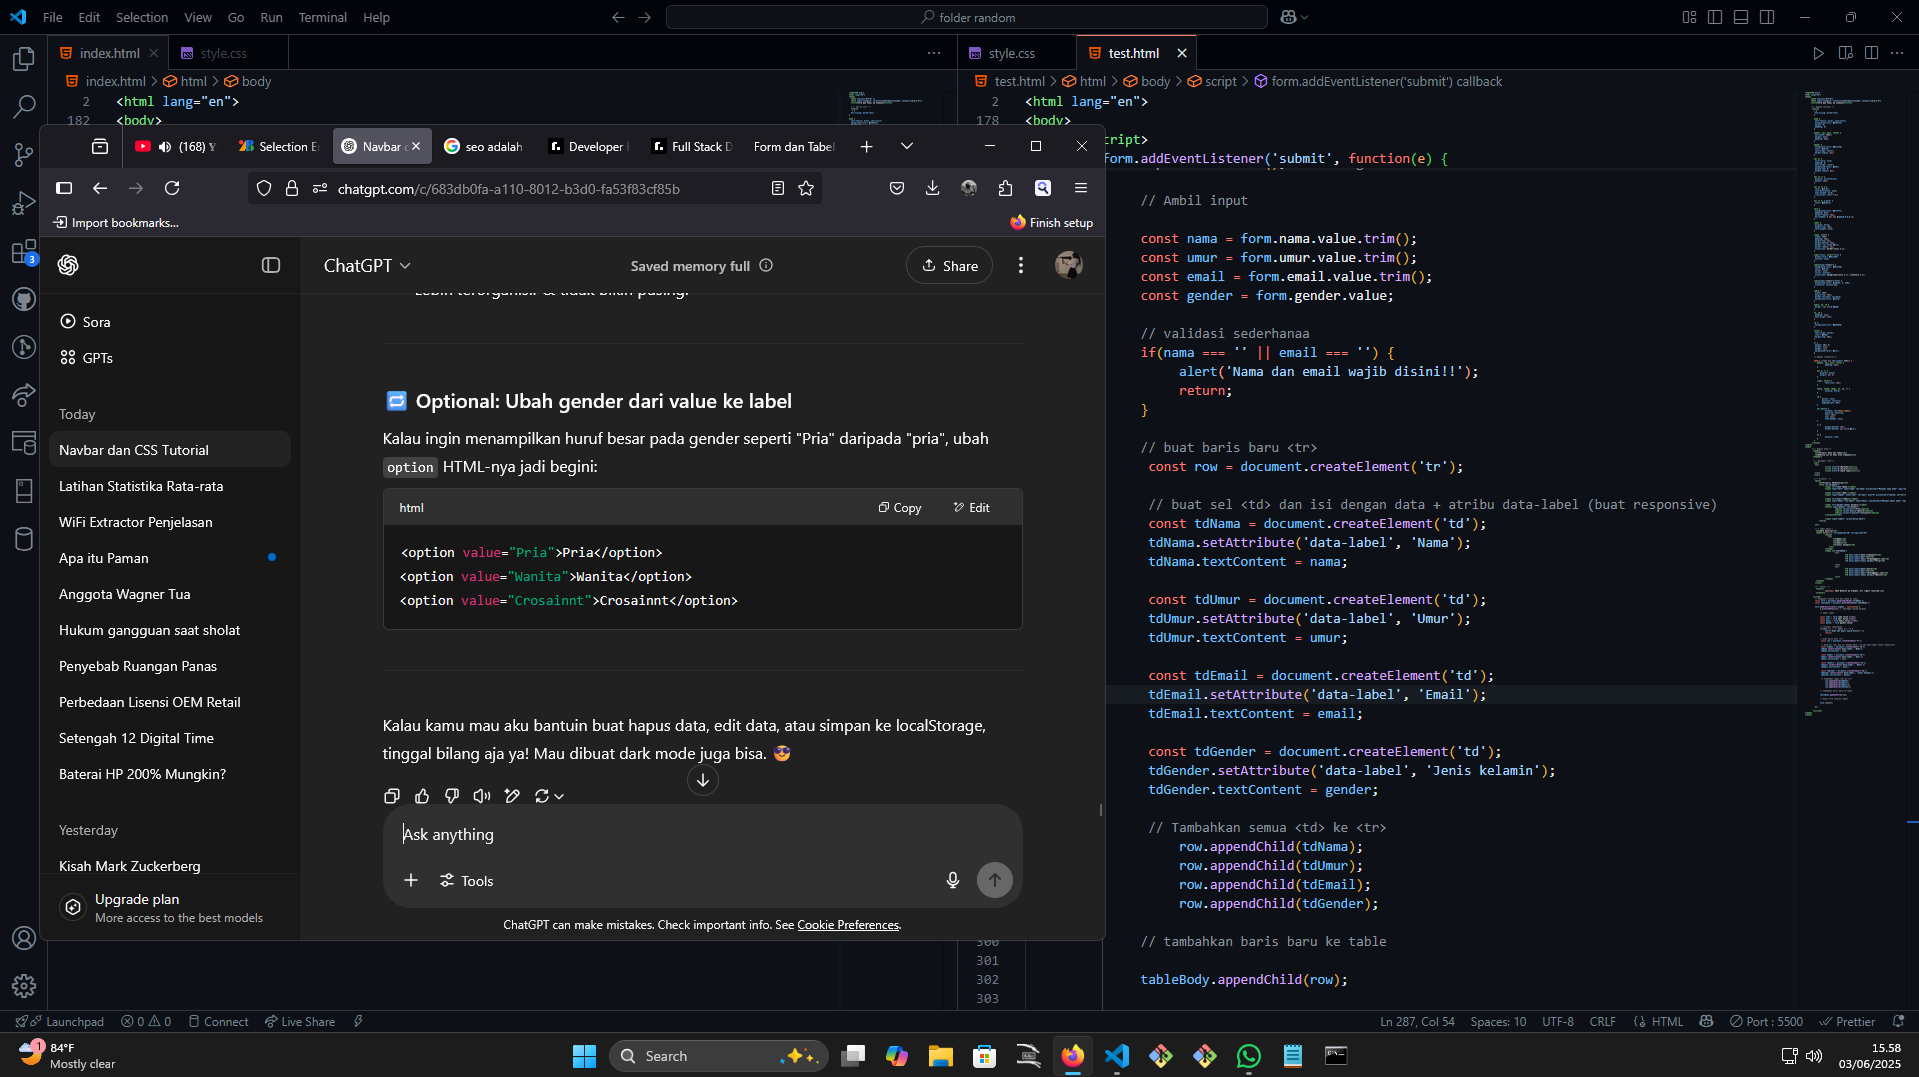 File Edit Selection View Go Run Terminal Help
folder random
index.html
style.css
style.css
test.html
index.html > html > body
test.html > html > body > script > form.addEventListener('submit') callback
2 <html lang="en">
182 <body>
2 <html lang="en">
178 <body>
cript>
form.addEventListener('submit', function(e) {
(168) Y
Selection E
Navbar
seo adalah
Developer
Full Stack D
Form dan Tabel
chatgpt.com/c/683db0fa-a110-8012-b3d0-fa53f83cf85b
Import bookmarks...
Finish setup
ChatGPT
Saved memory full
Share
Sora
GPTs
Today
Navbar dan CSS Tutorial
Latihan Statistika Rata-rata
WiFi Extractor Penjelasan
Apa itu Paman
Anggota Wagner Tua
Hukum gangguan saat sholat
Penyebab Ruangan Panas
Perbedaan Lisensi OEM Retail
Setengah 12 Digital Time
Baterai HP 200% Mungkin?
Yesterday
Kisah Mark Zuckerberg
Upgrade plan
More access to the best models
Lebih terorganisir & tidak bikin pusing.
Optional: Ubah gender dari value ke label
Kalau ingin menampilkan huruf besar pada gender seperti "Pria" daripada "pria", ubah
option HTML-nya jadi begini:
html
Copy
Edit
<option value="Pria">Pria</option>
<option value="Wanita">Wanita</option>
<option value="Crosainnt">Crosainnt</option>
Kalau kamu mau aku bantuin buat hapus data, edit data, atau simpan ke localStorage,
tinggal bilang aja ya! Mau dibuat dark mode juga bisa. 😎
Ask anything
Tools
ChatGPT can make mistakes. Check important info. See Cookie Preferences.
// Ambil input
const nama = form.nama.value.trim();
const umur = form.umur.value.trim();
const email = form.email.value.trim();
const gender = form.gender.value;
// validasi sederhanaa
if(nama === '' || email === '') {
alert('Nama dan email wajib disini!!');
return;
}
// buat baris baru <tr>
const row = document.createElement('tr');
// buat sel <td> dan isi dengan data + atribu data-label (buat responsive)
const tdNama = document.createElement('td');
tdNama.setAttribute('data-label', 'Nama');
tdNama.textContent = nama;
const tdUmur = document.createElement('td');
tdUmur.setAttribute('data-label', 'Umur');
tdUmur.textContent = umur;
const tdEmail = document.createElement('td');
tdEmail.setAttribute('data-label', 'Email');
tdEmail.textContent = email;
const tdGender = document.createElement('td');
tdGender.setAttribute('data-label', 'Jenis kelamin');
tdGender.textContent = gender;
// Tambahkan semua <td> ke <tr>
row.appendChild(tdNama);
row.appendChild(tdUmur);
row.appendChild(tdEmail);
row.appendChild(tdGender);
300 // tambahkan baris baru ke table
301
302 tableBody.appendChild(row);
303
3
Launchpad
0 0
Connect
Live Share
Ln 287, Col 54
Spaces: 10
UTF-8
CRLF
HTML
Port : 5500
Prettier
1
84°F
Mostly clear
Search
15.58
03/06/2025